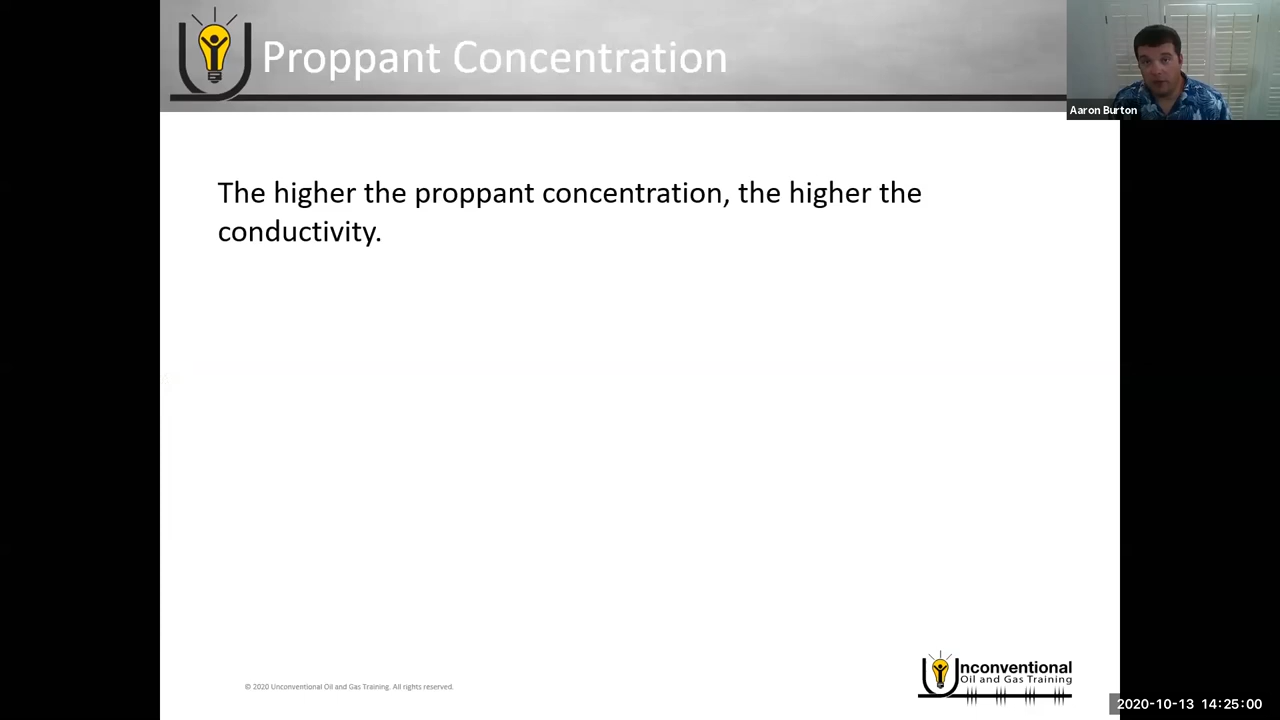 Proppant Concentration
Aaron Burton
The higher the proppant concentration, the higher the
conductivity.
© 2020 Unconventional Oil and Gas Training. All rights reserved.
Unconventional
Oil and Gas Training
2020-10-13 14:25:00